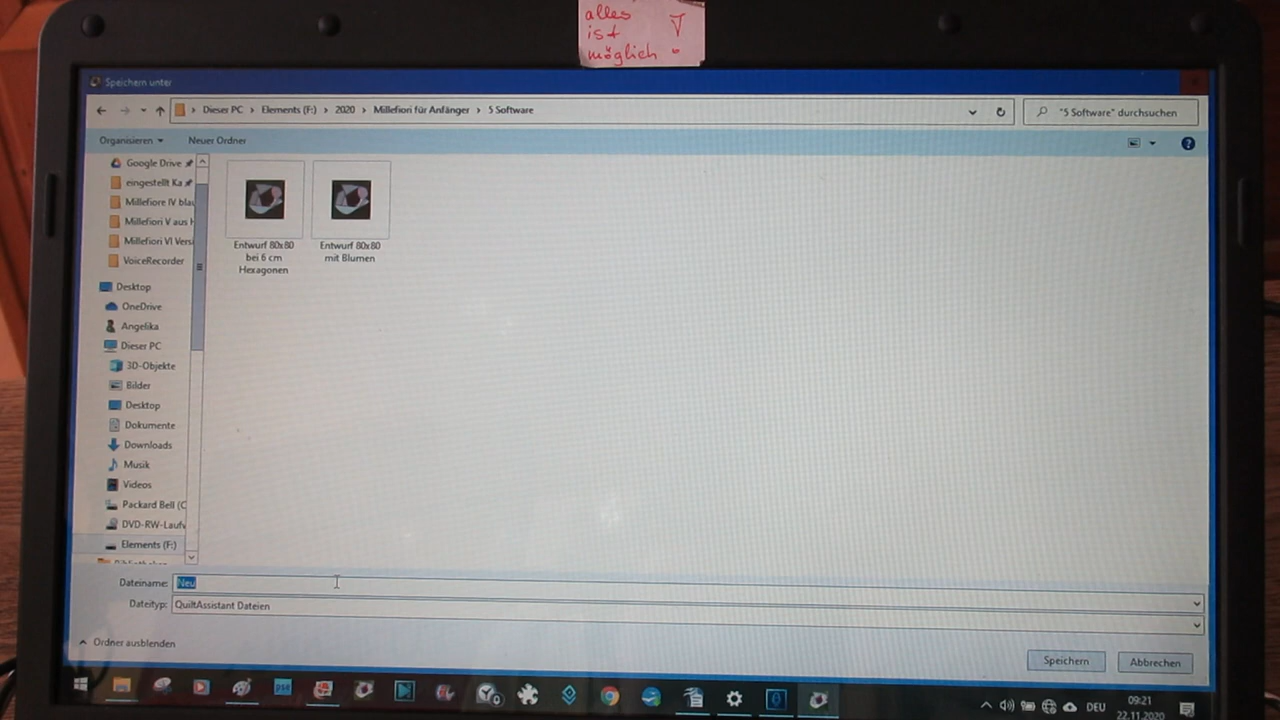 alles
ist !
möglich
Speichern unter
Dieser PC > Elements (F:) > 2020 > Millefiori für Anfänger > 5 Software
"5 Software" durchsuchen
Organisieren
Neuer Ordner
Google Drive
eingestellt Ka
Millefiore IV blau
Millefiori V aus H
Millefiori VI Versi
VoiceRecorder
Desktop
OneDrive
Angelika
Dieser PC
3D-Objekte
Bilder
Desktop
Dokumente
Downloads
Musik
Videos
Packard Bell (C
DVD-RW-Laufw
Elements (F:)
Entwurf 80x80
bei 6 cm
Hexagonen
Entwurf 80x80
mit Blumen
Dateiname: Neu
Dateityp: QuiltAssistant Dateien
Ordner ausblenden
Speichern
Abbrechen
pse
DEU
09:21
22.11.2020